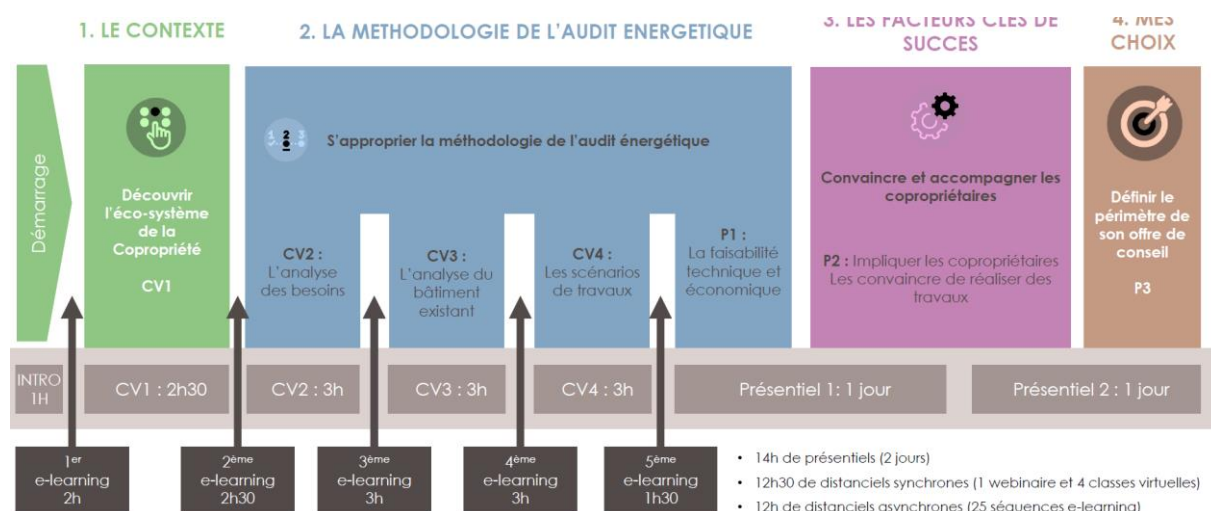 1. LE CONTEXTE
2. LA METHODOLOGIE DE L'AUDIT ENERGETIQUE
3. LES FACTEURS CLES DE
SUCCES
4. MES
CHOIX
Démarrage
Découvrir
l'éco-système
de la
Copropriété
CV1
1 2 3
S'approprier la méthodologie de l'audit énergétique
CV2 :
L'analyse
des besoins
CV3 :
L'analyse du
bâtiment
existant
CV4 :
Les scénarios
de travaux
P1 :
La faisabilité
technique et
économique
Convaincre et accompagner les
copropriétaires
P2 : Impliquer les copropriétaires
Les convaincre de réaliser des
travaux
Définir le
périmètre de
son offre de
conseil
P3
INTRO
1H
CV1 : 2h30
CV2 : 3h
CV3 : 3h
CV4 : 3h
Présentiel 1: 1 jour
Présentiel 2 : 1 jour
1er
e-learning
2h
2ème
e-learning
2h30
3ème
e-learning
3h
4ème
e-learning
3h
5ème
e-learning
1h30
• 14h de présentiels (2 jours)
• 12h30 de distanciels synchrones (1 webinaire et 4 classes virtuelles)
• 12h de distanciels asynchrones (25 séquences e-learning)